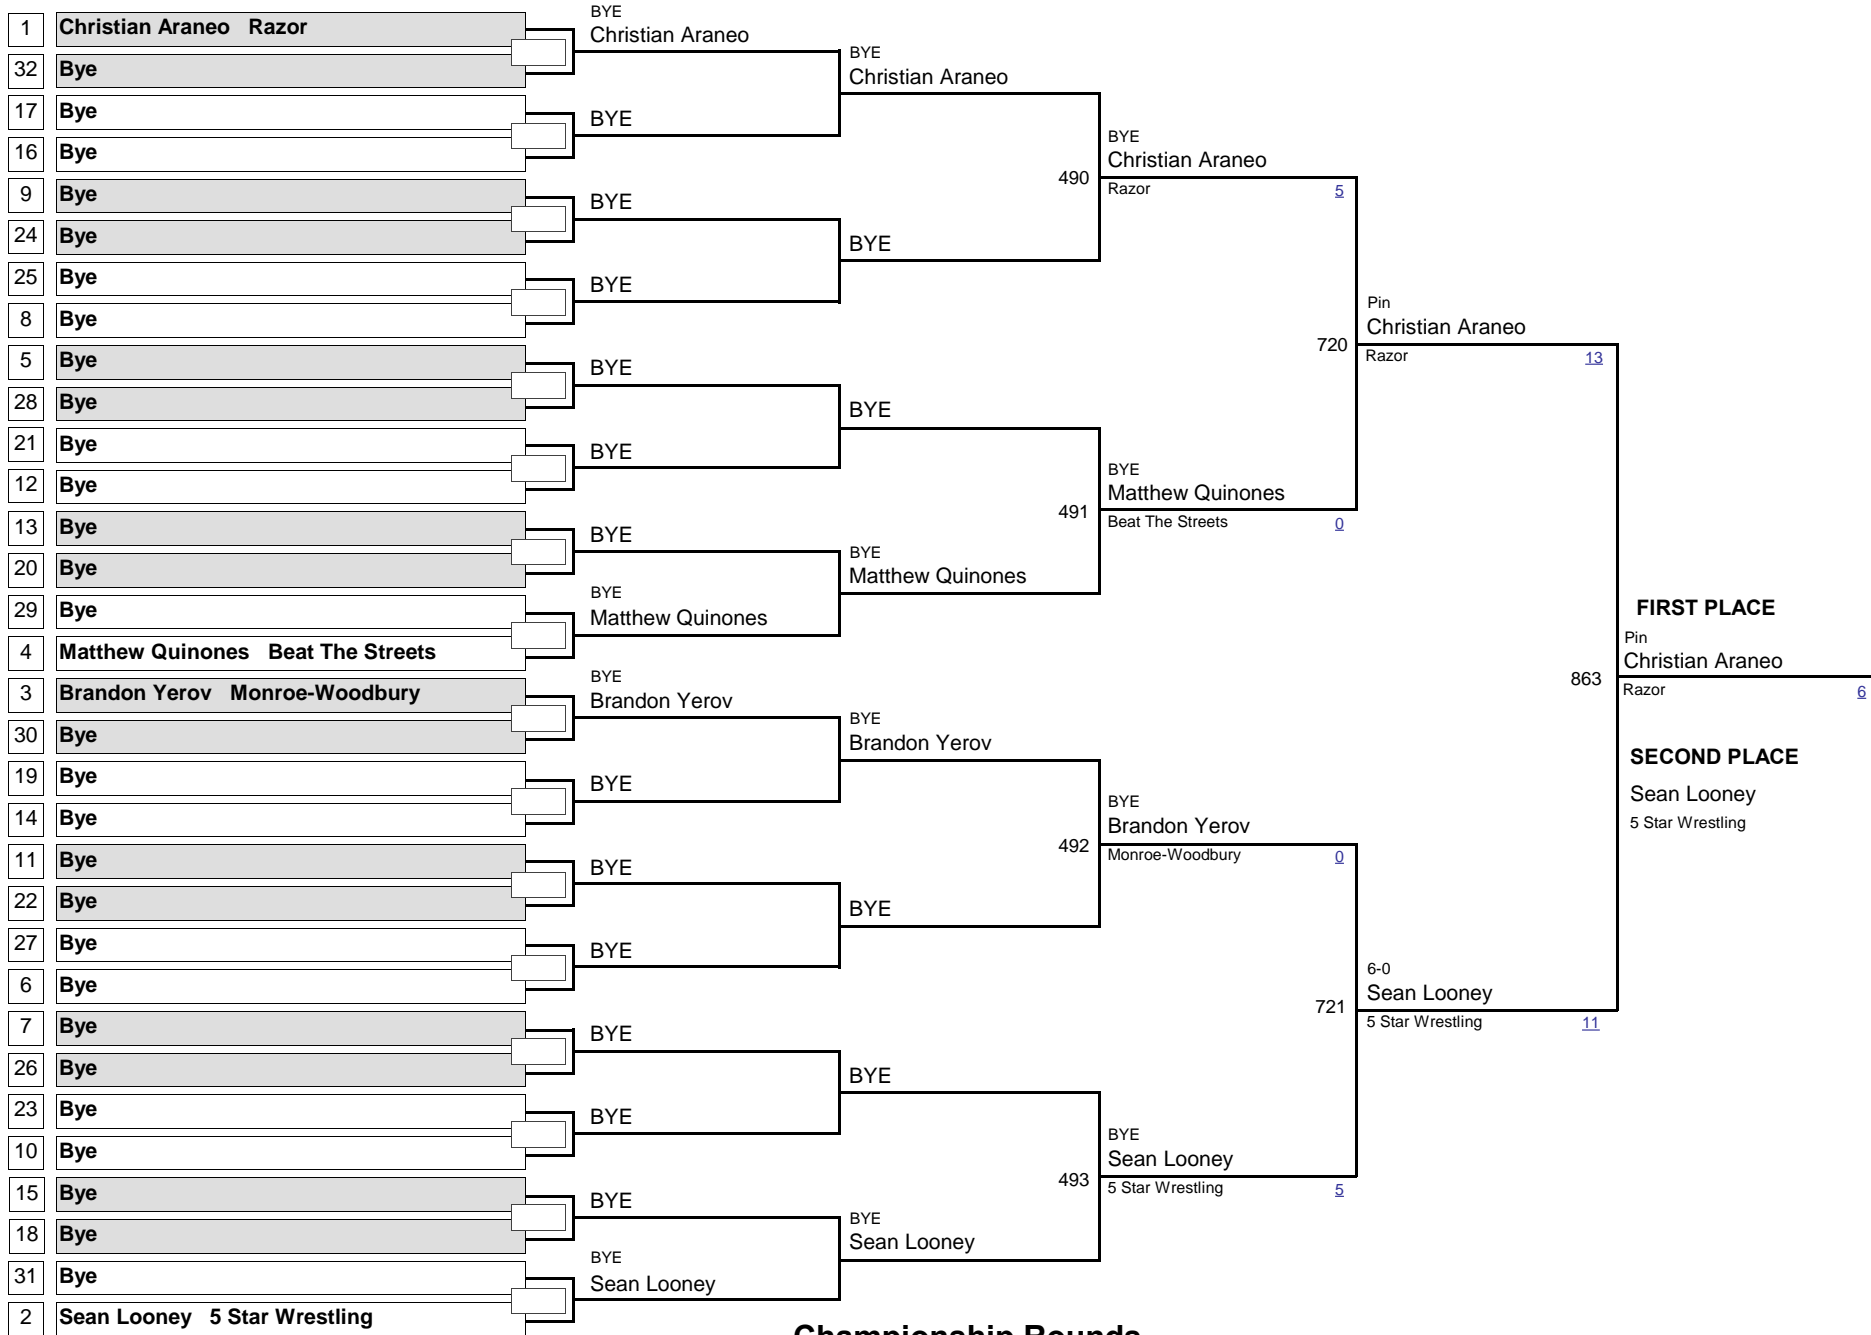 1 Christian Araneo Razor
32 Bye
17 Bye
16 Bye
9 Bye
24 Bye
25 Bye
8 Bye
5 Bye
28 Bye
21 Bye
12 Bye
13 Bye
20 Bye
29 Bye
4 Matthew Quinones Beat The Streets
3 Brandon Yerov Monroe-Woodbury
30 Bye
19 Bye
14 Bye
11 Bye
22 Bye
27 Bye
6 Bye
7 Bye
26 Bye
23 Bye
10 Bye
15 Bye
18 Bye
31 Bye
2 Sean Looney 5 Star Wrestling
BYE
Christian Araneo
BYE
BYE
BYE
BYE
BYE
BYE
BYE
Matthew Quinones
BYE
Brandon Yerov
BYE
BYE
BYE
BYE
BYE
BYE
BYE
Sean Looney
BYE
Christian Araneo
BYE
BYE
BYE
Matthew Quinones
BYE
Brandon Yerov
BYE
BYE
BYE
Sean Looney
490
BYE
Christian Araneo
Razor 5
491
BYE
Matthew Quinones
Beat The Streets 0
492
BYE
Brandon Yerov
Monroe-Woodbury 0
493
BYE
Sean Looney
5 Star Wrestling 5
720
Pin
Christian Araneo
Razor 13
721
6-0
Sean Looney
5 Star Wrestling 11
863
FIRST PLACE
Pin
Christian Araneo
Razor 6
SECOND PLACE
Sean Looney
5 Star Wrestling
Championship Rounds